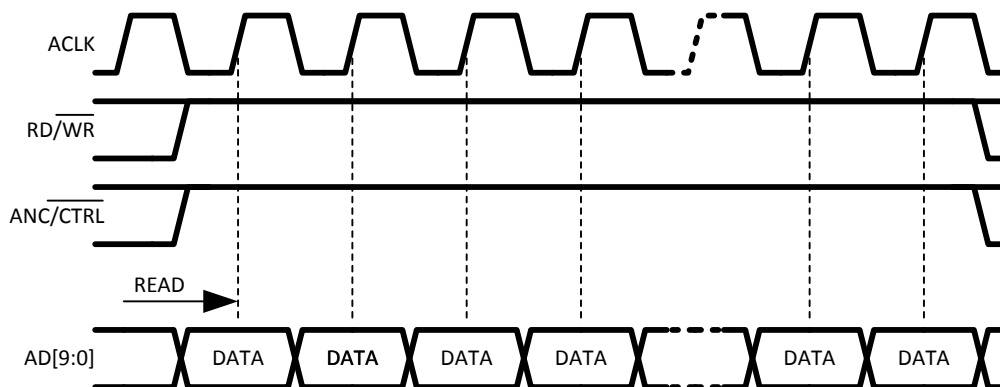 ACLK
RD/WR
ANC/CTRL
READ
AD[9:0] DATA DATA DATA DATA DATA DATA